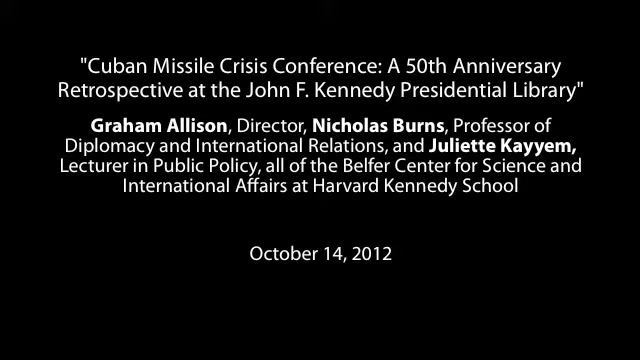 "Cuban Missile Crisis Conference: A 50th Anniversary
Retrospective at the John F. Kennedy Presidential Library"
Graham Allison, Director, Nicholas Burns, Professor of
Diplomacy and International Relations, and Juliette Kayyem,
Lecturer in Public Policy, all of the Belfer Center for Science and
International Affairs at Harvard Kennedy School
October 14, 2012